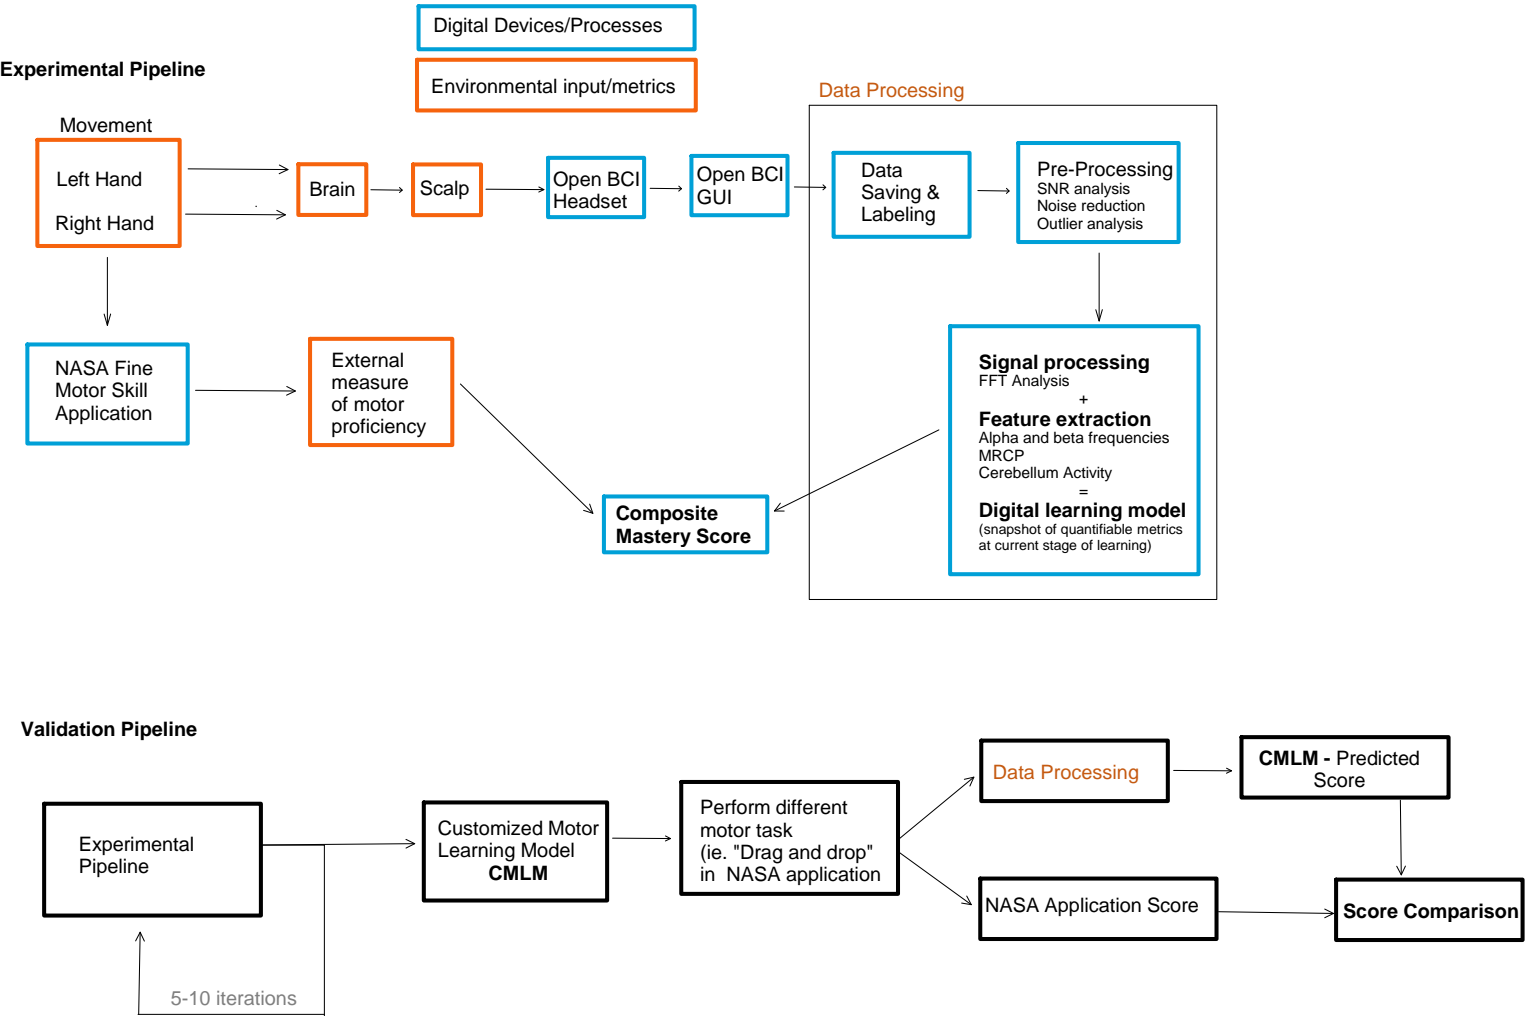 Digital Devices/Processes
Environmental input/metrics
Experimental Pipeline
Movement
Left Hand
Right Hand
Brain
Scalp
Open BCI
Headset
Open BCI
GUI
Data Processing
Data
Saving &
Labeling
Pre-Processing
SNR analysis
Noise reduction
Outlier analysis
NASA Fine
Motor Skill
Application
External
measure
of motor
proficiency
Signal processing
FFT Analysis
+
Feature extraction
Alpha and beta frequencies
MRCP
Cerebellum Activity
=
Digital learning model
(snapshot of quantifiable metrics
at current stage of learning)
Composite
Mastery Score
Validation Pipeline
Experimental
Pipeline
5-10 iterations
Customized Motor
Learning Model
CMLM
Perform different
motor task
(ie. "Drag and drop"
in NASA application
Data Processing
CMLM - Predicted
Score
NASA Application Score
Score Comparison